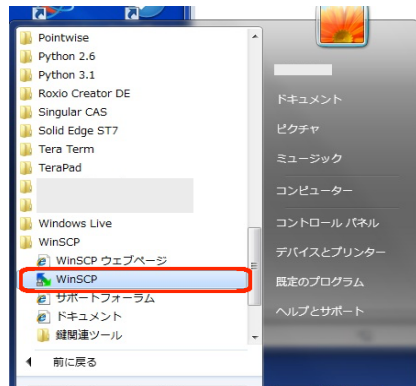 Pointwise
Python 2.6
Python 3.1
Roxio Creator DE
Singular CAS
Solid Edge ST7
Tera Term
TeraPad
Windows Live
WinSCP
WinSCP ウェブページ
WinSCP
サポートフォーラム
ドキュメント
鍵関連ツール
前に戻る
ドキュメント
ピクチャ
ミュージック
コンピューター
コントロール パネル
デバイスとプリンター
既定のプログラム
ヘルプとサポート